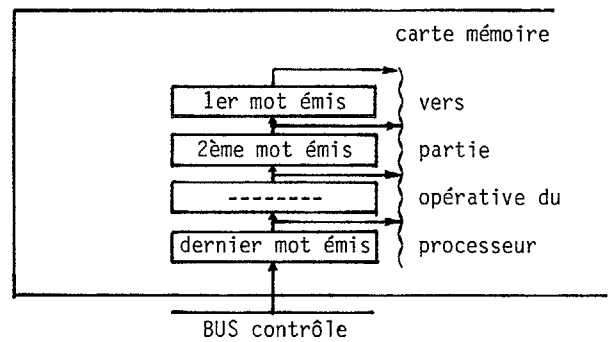 carte mémoire
1er mot émis
vers
2ème mot émis
partie
--------
opérative du
dernier mot émis
processeur
BUS contrôle